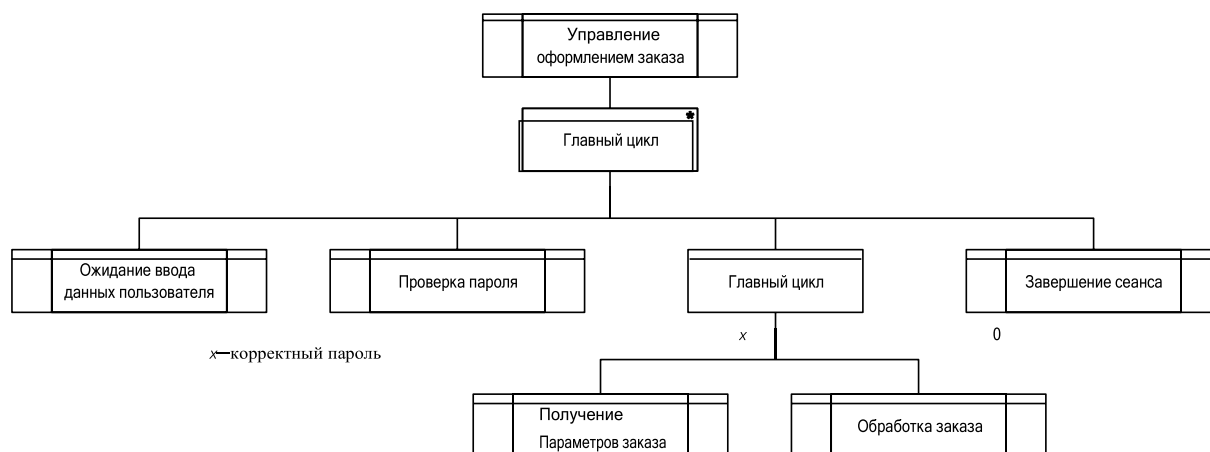 Управление
оформлением заказа
*
Главный цикл
Ожидание ввода
данных пользователя
Проверка пароля
Главный цикл
Завершение сеанса
x
0
x—корректный пароль
Получение
Параметров заказа
Обработка заказа